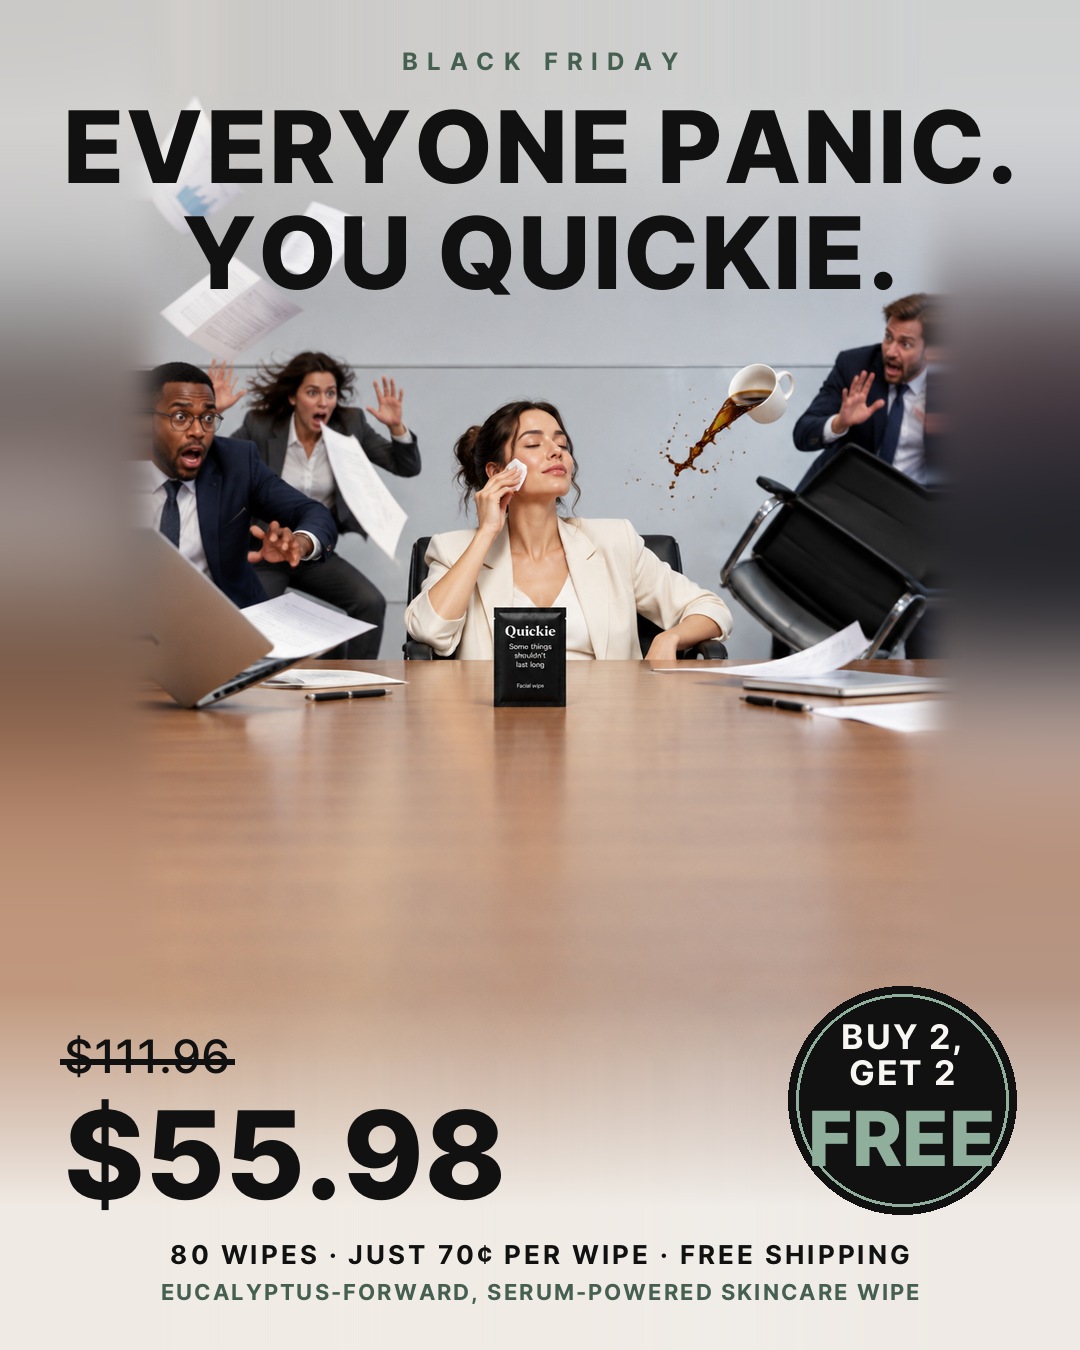 BLACK FRIDAY
EVERYONE PANIC.
YOU QUICKIE.
Quickie
Some things
shouldn't
last long
Facial wipe
$111.96
$55.98
BUY 2,
GET 2
FREE
80 WIPES · JUST 70¢ PER WIPE · FREE SHIPPING
EUCALYPTUS-FORWARD, SERUM-POWERED SKINCARE WIPE